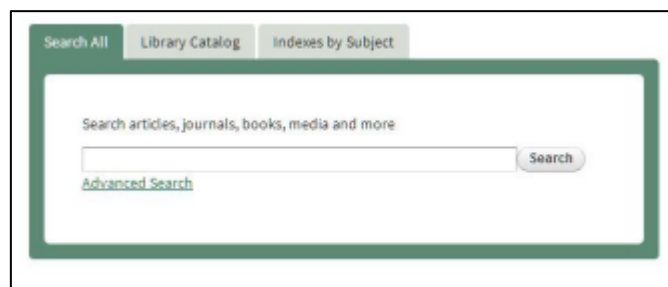 Search All Library Catalog Indexes by Subject
Search articles, journals, books, media and more
Search
Advanced Search